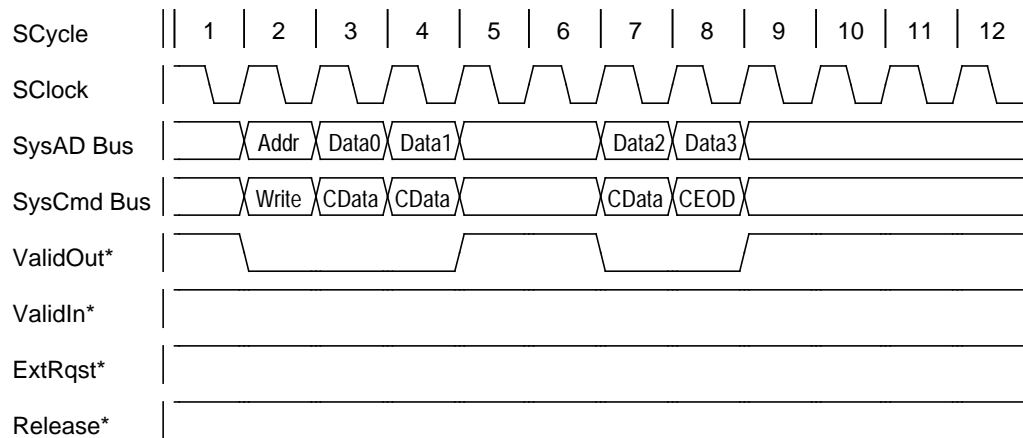 SCycle 1 2 3 4 5 6 7 8 9 10 11 12
SClock
SysAD Bus Addr Data0 Data1 Data2 Data3
SysCmd Bus Write CData CData CData CEOD
ValidOut*
ValidIn*
ExtRqst*
Release*